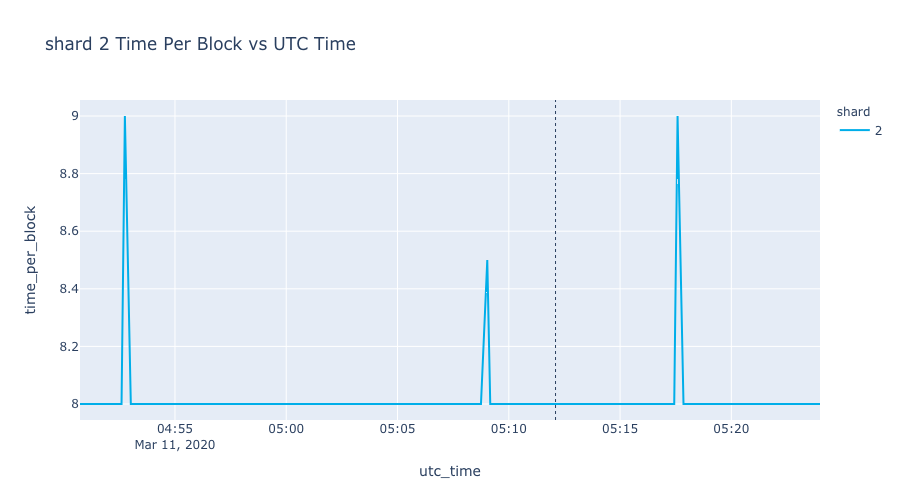 shard 2 Time Per Block vs UTC Time
shard
2
time_per_block
9
8.8
8.6
8.4
8.2
8
04:55
Mar 11, 2020
05:00
05:05
05:10
05:15
05:20
utc_time